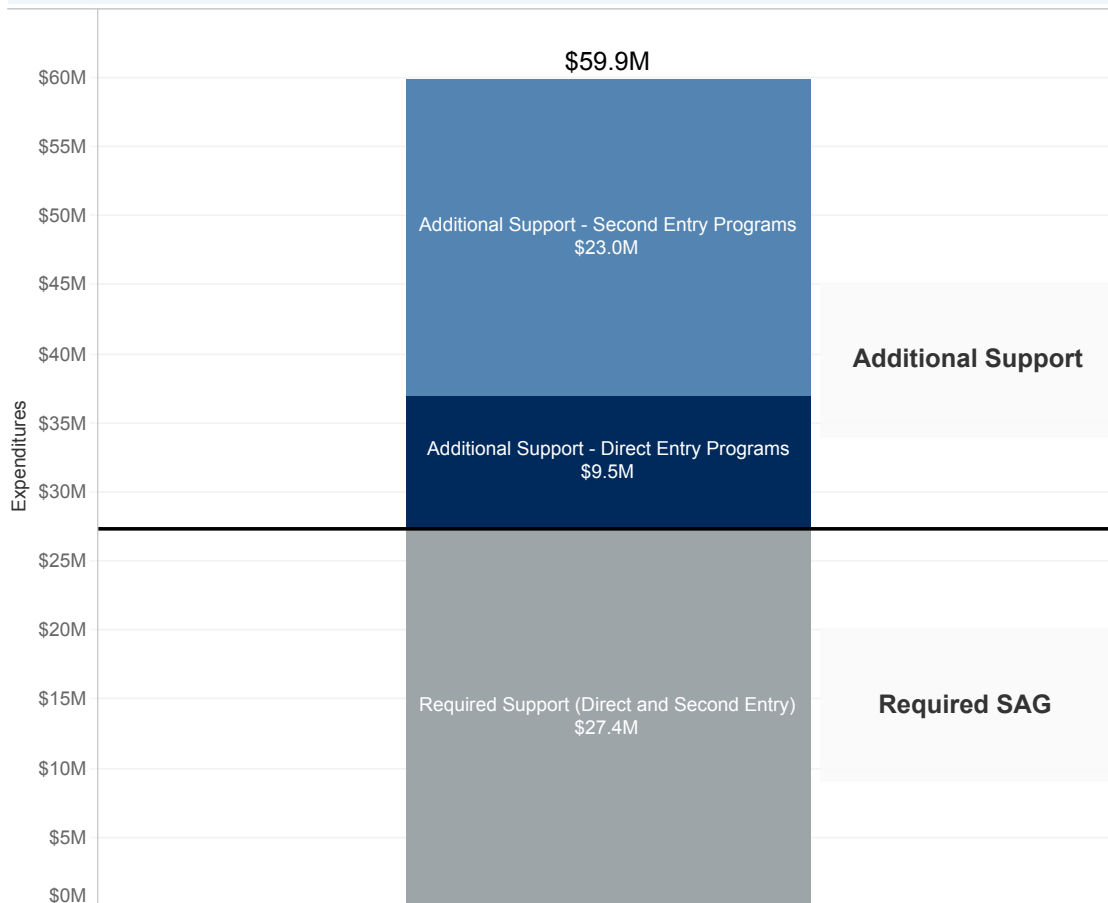 $59.9M
$60M
$55M
$50M
$45M
$40M
$35M
$30M
$25M
$20M
$15M
$10M
$5M
$0M
Expenditures
Additional Support - Second Entry Programs
$23.0M
Additional Support - Direct Entry Programs
$9.5M
Required Support (Direct and Second Entry)
$27.4M
Additional Support
Required SAG